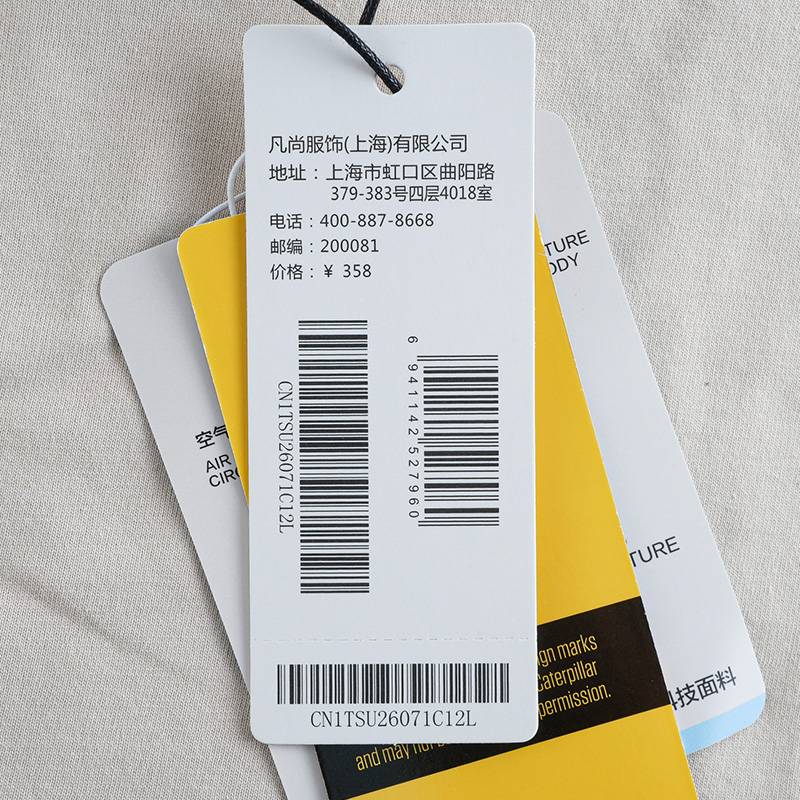 凡尚服饰(上海)有限公司
地址：上海市虹口区曲阳路
379-383号四层4018室
电话：400-887-8668
邮编：200081
价格：￥ 358
CN1TSU26071C12L
6 941142 527960
CN1TSU26071C12L
空气
AIR
CIRC
TURE
ODY
TURE
技面料
ign marks
Caterpillar
permission.
and may not b